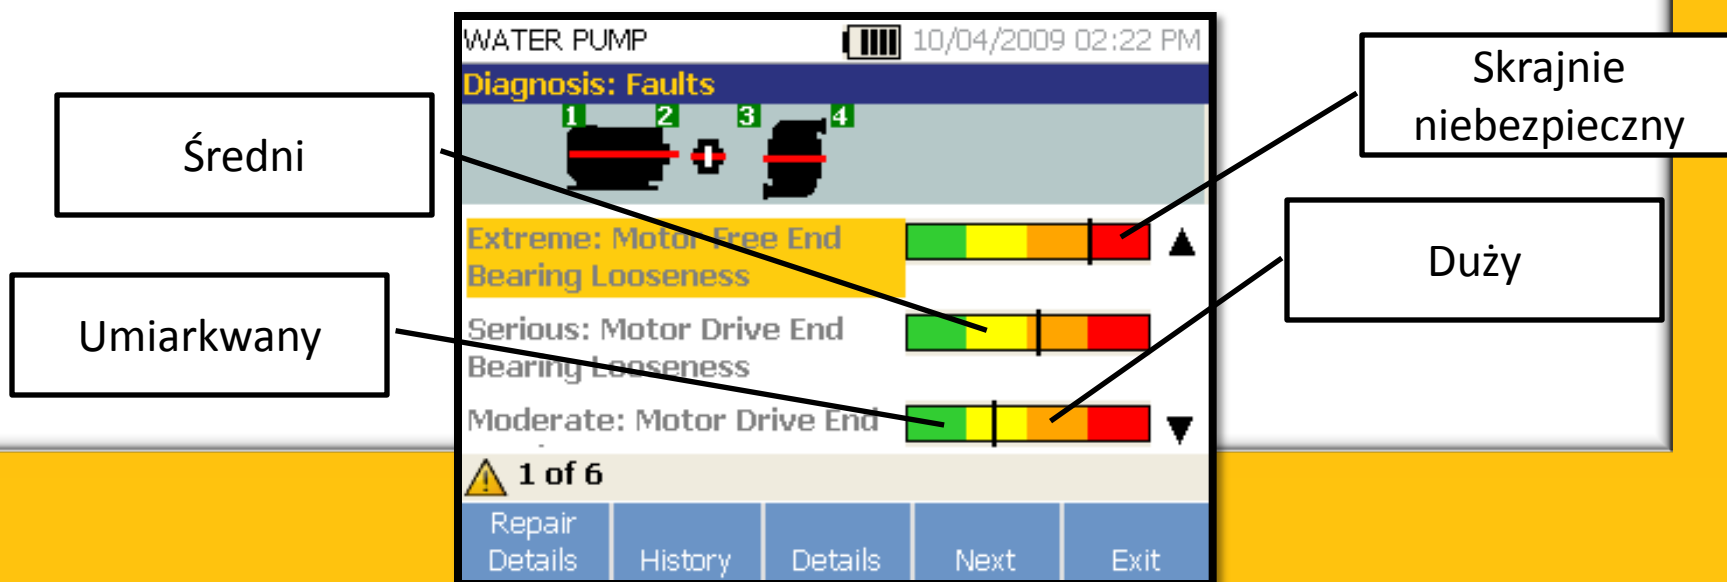 WATER PUMP 10/04/2009 02:22 PM
Diagnosis: Faults
1 2 3 4
Extreme: Motor Free End
Bearing Looseness
Serious: Motor Drive End
Bearing Looseness
Moderate: Motor Drive End
1 of 6
Repair
Details
History
Details
Next
Exit
Średni
Umiarkwany
Skrajnie
niebezpieczny
Duży